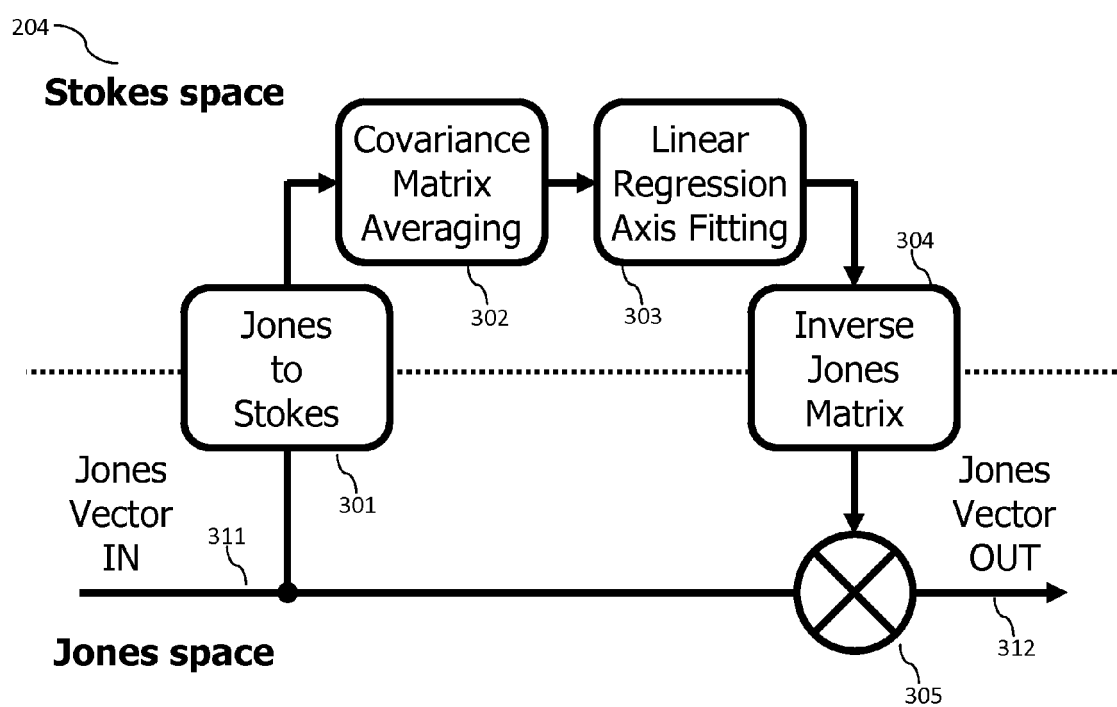 204
Stokes space
Covariance
Matrix
Averaging
Linear
Regression
Axis Fitting
302
303
304
Jones
to
Stokes
Inverse
Jones
Matrix
301
Jones
Vector
IN
311
Jones
Vector
OUT
312
305
Jones space